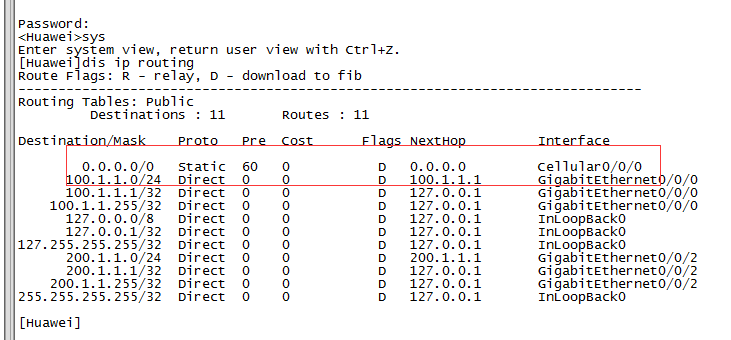 Password:
<Huawei>sys
Enter system view, return user view with Ctrl+Z.
[Huawei]dis ip routing
Route Flags: R - relay, D - download to fib
------------------------------------------------------------------------------
Routing Tables: Public
         Destinations : 11       Routes : 11

Destination/Mask    Proto   Pre  Cost      Flags NextHop         Interface

        0.0.0.0/0   Static  60   0           D   0.0.0.0         Cellular0/0/0
      100.1.1.0/24  Direct  0    0           D   100.1.1.1       GigabitEthernet0/0/0
      100.1.1.1/32  Direct  0    0           D   127.0.0.1       GigabitEthernet0/0/0
    100.1.1.255/32  Direct  0    0           D   127.0.0.1       GigabitEthernet0/0/0
      127.0.0.0/8   Direct  0    0           D   127.0.0.1       InLoopBack0
      127.0.0.1/32  Direct  0    0           D   127.0.0.1       InLoopBack0
127.255.255.255/32  Direct  0    0           D   127.0.0.1       InLoopBack0
      200.1.1.0/24  Direct  0    0           D   200.1.1.1       GigabitEthernet0/0/2
      200.1.1.1/32  Direct  0    0           D   127.0.0.1       GigabitEthernet0/0/2
    200.1.1.255/32  Direct  0    0           D   127.0.0.1       GigabitEthernet0/0/2
255.255.255.255/32  Direct  0    0           D   127.0.0.1       InLoopBack0

[Huawei]